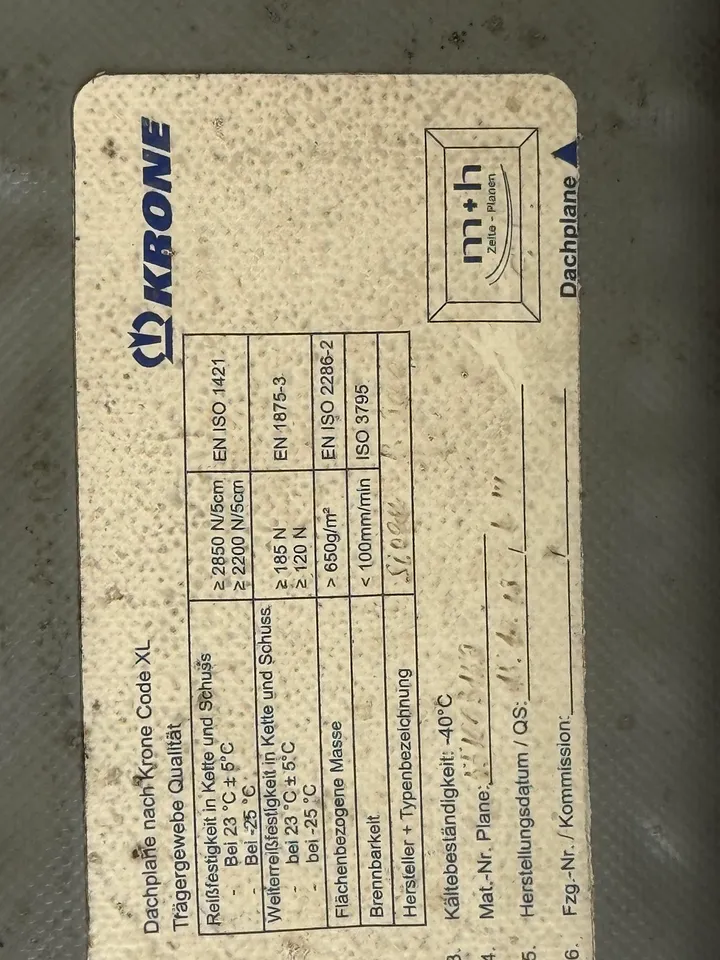 KRONE
Dachplane nach Krone Code XL
Trägergewebe Qualität
Reißfestigkeit in Kette und Schuss
- Bei 23 °C ± 5°C ≥ 2850 N/5cm EN ISO 1421
- Bei -25 °C ≥ 2200 N/5cm
Weiterreißfestigkeit in Kette und Schuss
- bei 23 °C ± 5°C ≥ 185 N EN 1875-3
- bei -25 °C ≥ 120 N
Flächenbezogene Masse > 650g/m² EN ISO 2286-2
Brennbarkeit < 100mm/min ISO 3795
Hersteller + Typenbezeichnung
3. Kältebeständigkeit: -40°C
4. Mat.-Nr. Plane:
5. Herstellungsdatum / QS:
6. Fzg.-Nr. / Kommission:
m+h
Zelte - Planen
Dachplane